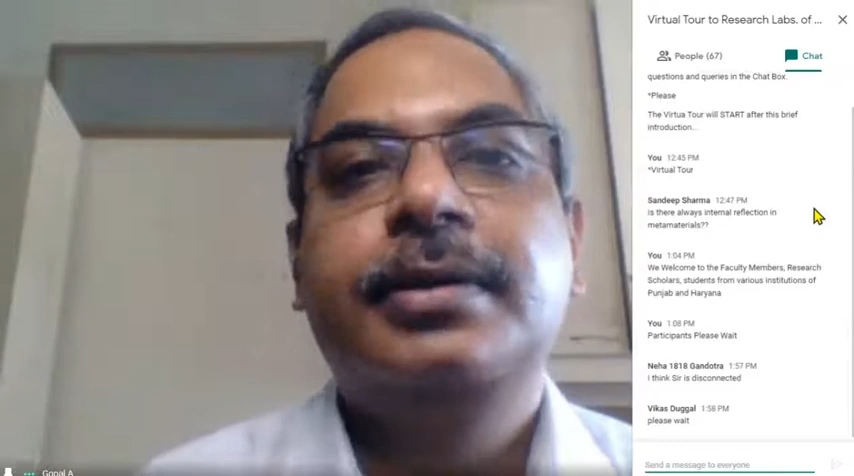 Virtual Tour to Research Labs. of ...
People (67)
Chat
questions and queries in the Chat Box.
*Please
The Virtua Tour will START after this brief
introduction...
You 12:45 PM
*Virtual Tour
Sandeep Sharma 12:47 PM
is there always internal reflection in
metamaterials??
You 1:04 PM
We Welcome to the Faculty Members, Research
Scholars, students from various institutions of
Punjab and Haryana
You 1:08 PM
Participants Please Wait
Neha 1818 Gandotra 1:57 PM
I think Sir is disconnected
Vikas Duggal 1:58 PM
please wait
Send a message to everyone
Gopal A